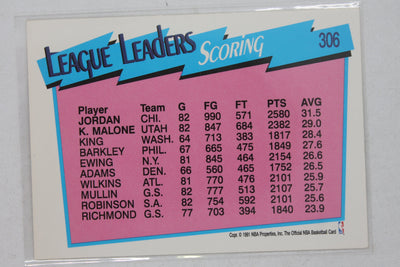 LEAGUE LEADERS SCORING 306
Player Team G FG FT PTS AVG
JORDAN CHI. 82 990 571 2580 31.5
K. MALONE UTAH 82 847 684 2382 29.0
KING WASH. 64 713 383 1817 28.4
BARKLEY PHIL. 67 665 475 1849 27.6
EWING N.Y. 81 845 464 2154 26.6
ADAMS DEN. 66 560 465 1752 26.5
WILKINS ATL. 81 770 476 2101 25.9
MULLIN G.S. 82 777 513 2107 25.7
ROBINSON S.A. 82 754 592 2101 25.6
RICHMOND G.S. 77 703 394 1840 23.9
Copr. © 1991 NBA Properties, Inc. The Official NBA Basketball Card